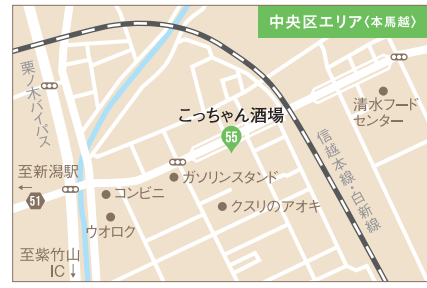 中央区エリア〈本馬越〉
栗ノ木バイパス
こっちゃん酒場
55
清水フード
センター
信越本線・白新線
至新潟駅
←
51
ガソリンスタンド
コンビニ
クスリのアオキ
ウオロク
至紫竹山
IC↓